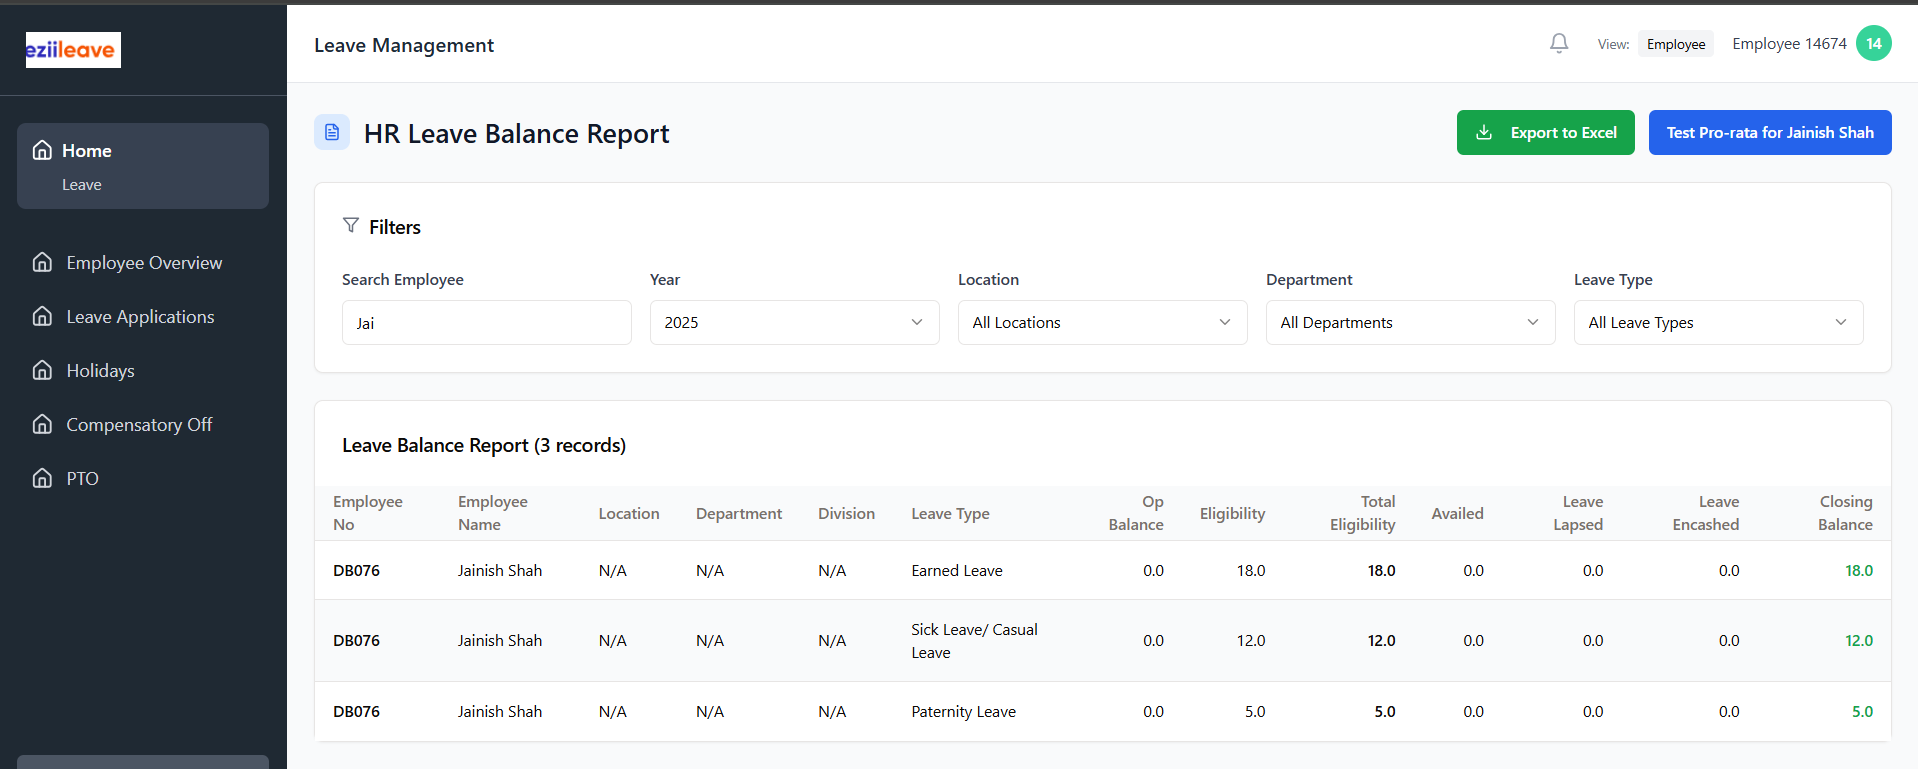 eziileave
Home
Leave
Employee Overview
Leave Applications
Holidays
Compensatory Off
PTO
Leave Management
View: Employee Employee 14674 14
HR Leave Balance Report
Export to Excel
Test Pro-rata for Jainish Shah
Filters
Search Employee Year Location Department Leave Type
Jai 2025 All Locations All Departments All Leave Types
Leave Balance Report (3 records)
Employee No Employee Name Location Department Division Leave Type Op Balance Eligibility Total Eligibility Availed Leave Lapsed Leave Encashed Closing Balance
DB076 Jainish Shah N/A N/A N/A Earned Leave 0.0 18.0 18.0 0.0 0.0 0.0 18.0
DB076 Jainish Shah N/A N/A N/A Sick Leave/ Casual Leave 0.0 12.0 12.0 0.0 0.0 0.0 12.0
DB076 Jainish Shah N/A N/A N/A Paternity Leave 0.0 5.0 5.0 0.0 0.0 0.0 5.0